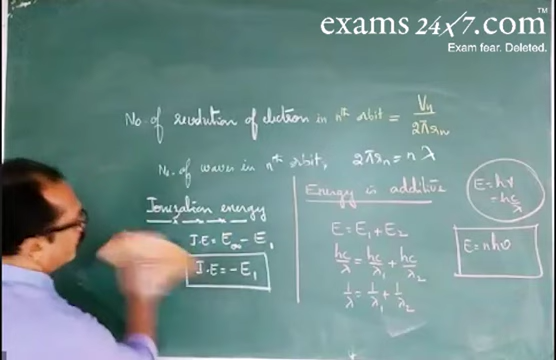 exams24x7.com
Exam fear. Deleted.
No. of revolution of electron in nth orbit = Vn / 2πrn
No. of waves in nth orbit, 2πrn = nλ
Ionization energy
I.E = E∞ - E1
I.E = -E1
Energy is additive
E = E1 + E2
hc/λ = hc/λ1 + hc/λ2
1/λ = 1/λ1 + 1/λ2
E = hν
= hc/λ
E = nhν